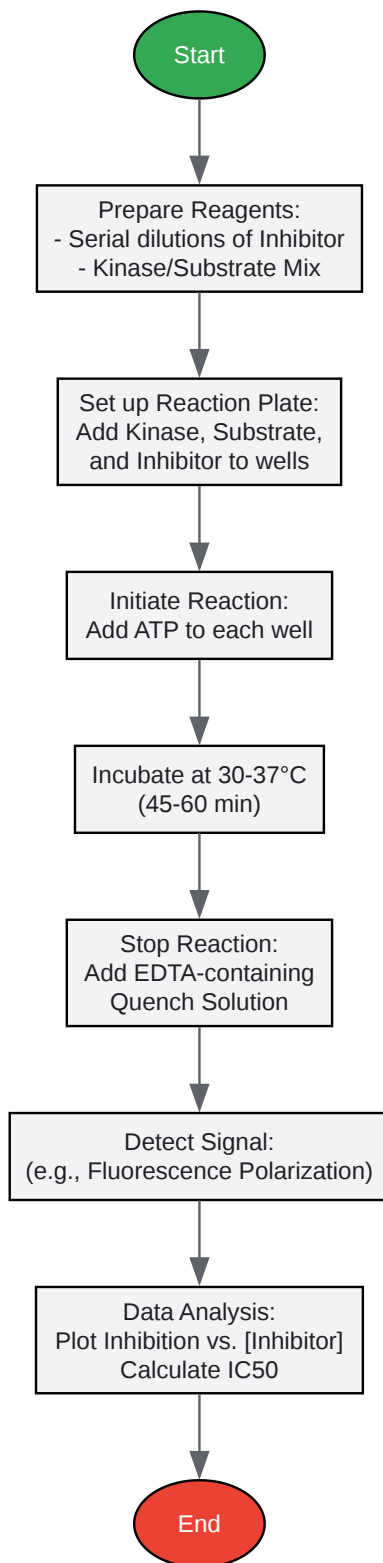 Start
Prepare Reagents:
- Serial dilutions of Inhibitor
- Kinase/Substrate Mix
Set up Reaction Plate:
Add Kinase, Substrate,
and Inhibitor to wells
Initiate Reaction:
Add ATP to each well
Incubate at 30-37°C
(45-60 min)
Stop Reaction:
Add EDTA-containing
Quench Solution
Detect Signal:
(e.g., Fluorescence Polarization)
Data Analysis:
Plot Inhibition vs. [Inhibitor]
Calculate IC50
End